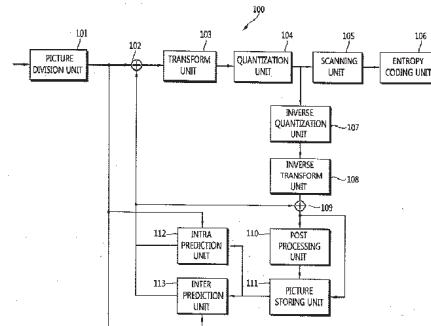 100
101
102
103
104
105
106
PICTURE
DIVISION UNIT
TRANSFORM
UNIT
QUANTIZATION
UNIT
SCANNING
UNIT
ENTROPY
CODING UNIT
INVERSE
QUANTIZATION
UNIT
107
INVERSE
TRANSFORM
UNIT
108
109
112
INTRA
PREDICTION
UNIT
110
POST
PROCESSING
UNIT
113
INTER
PREDICTION
UNIT
111
PICTURE
STORING UNIT